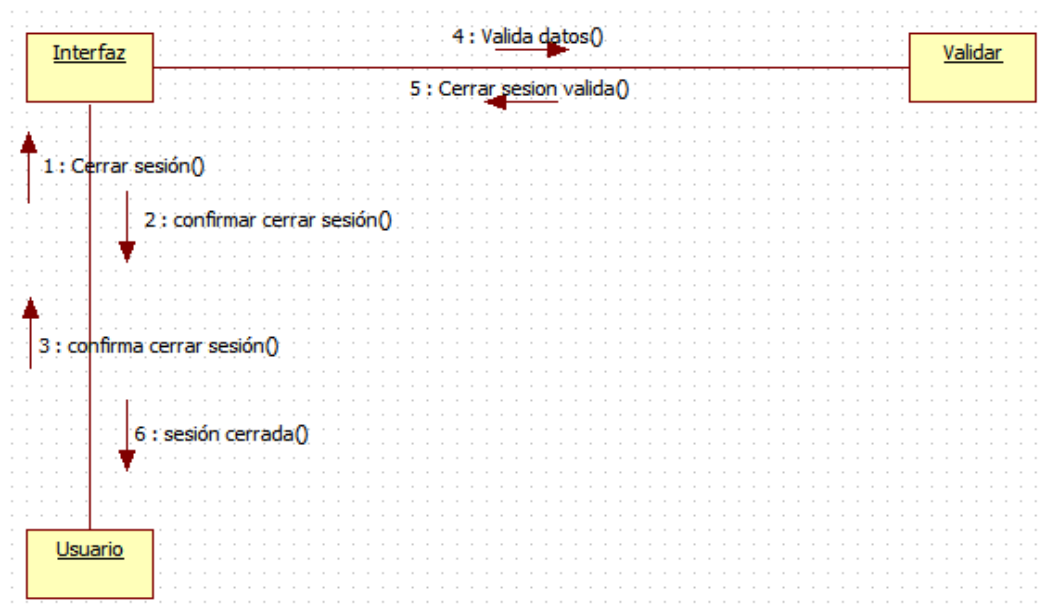 4 : Valida datos()
Interfaz
Validar
5 : Cerrar sesion valida()
1 : Cerrar sesión()
2 : confirmar cerrar sesión()
3 : confirma cerrar sesión()
6 : sesión cerrada()
Usuario